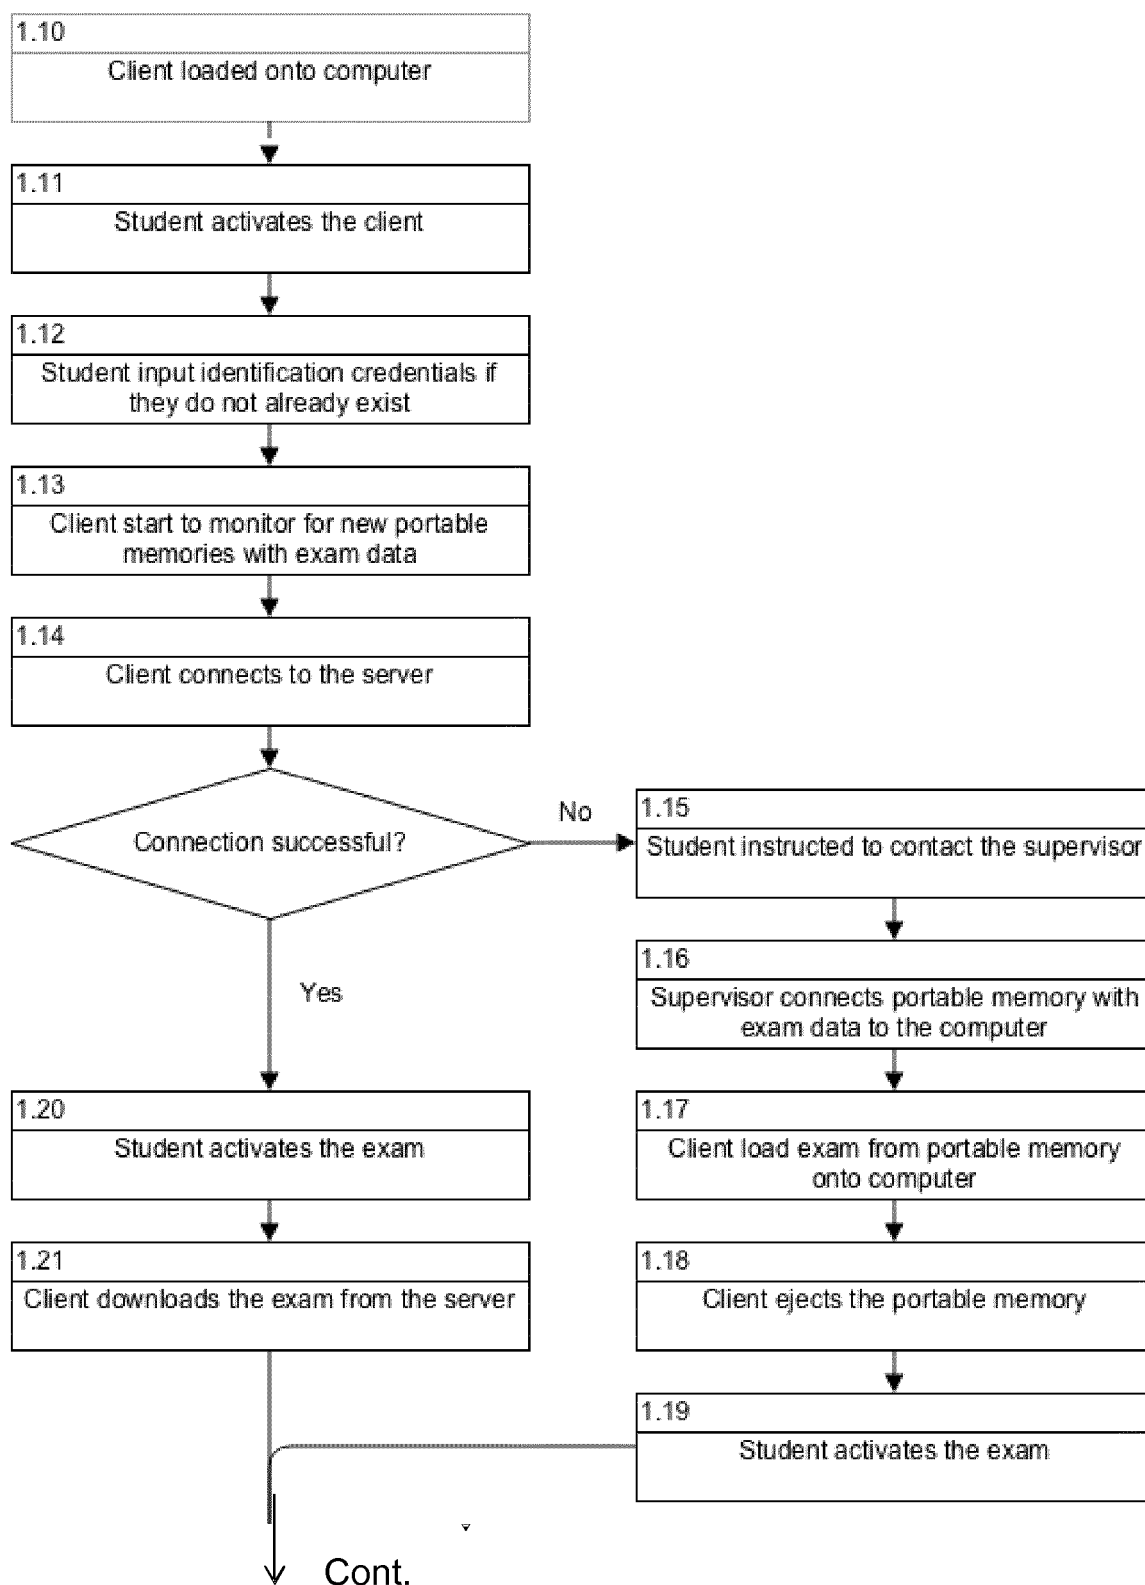 1.10
Client loaded onto computer
1.11
Student activates the client
1.12
Student input identification credentials if
they do not already exist
1.13
Client start to monitor for new portable
memories with exam data
1.14
Client connects to the server
Connection successful?
No
Yes
1.15
Student instructed to contact the supervisor
1.16
Supervisor connects portable memory with
exam data to the computer
1.17
Client load exam from portable memory
onto computer
1.18
Client ejects the portable memory
1.19
Student activates the exam
1.20
Student activates the exam
1.21
Client downloads the exam from the server
Cont.